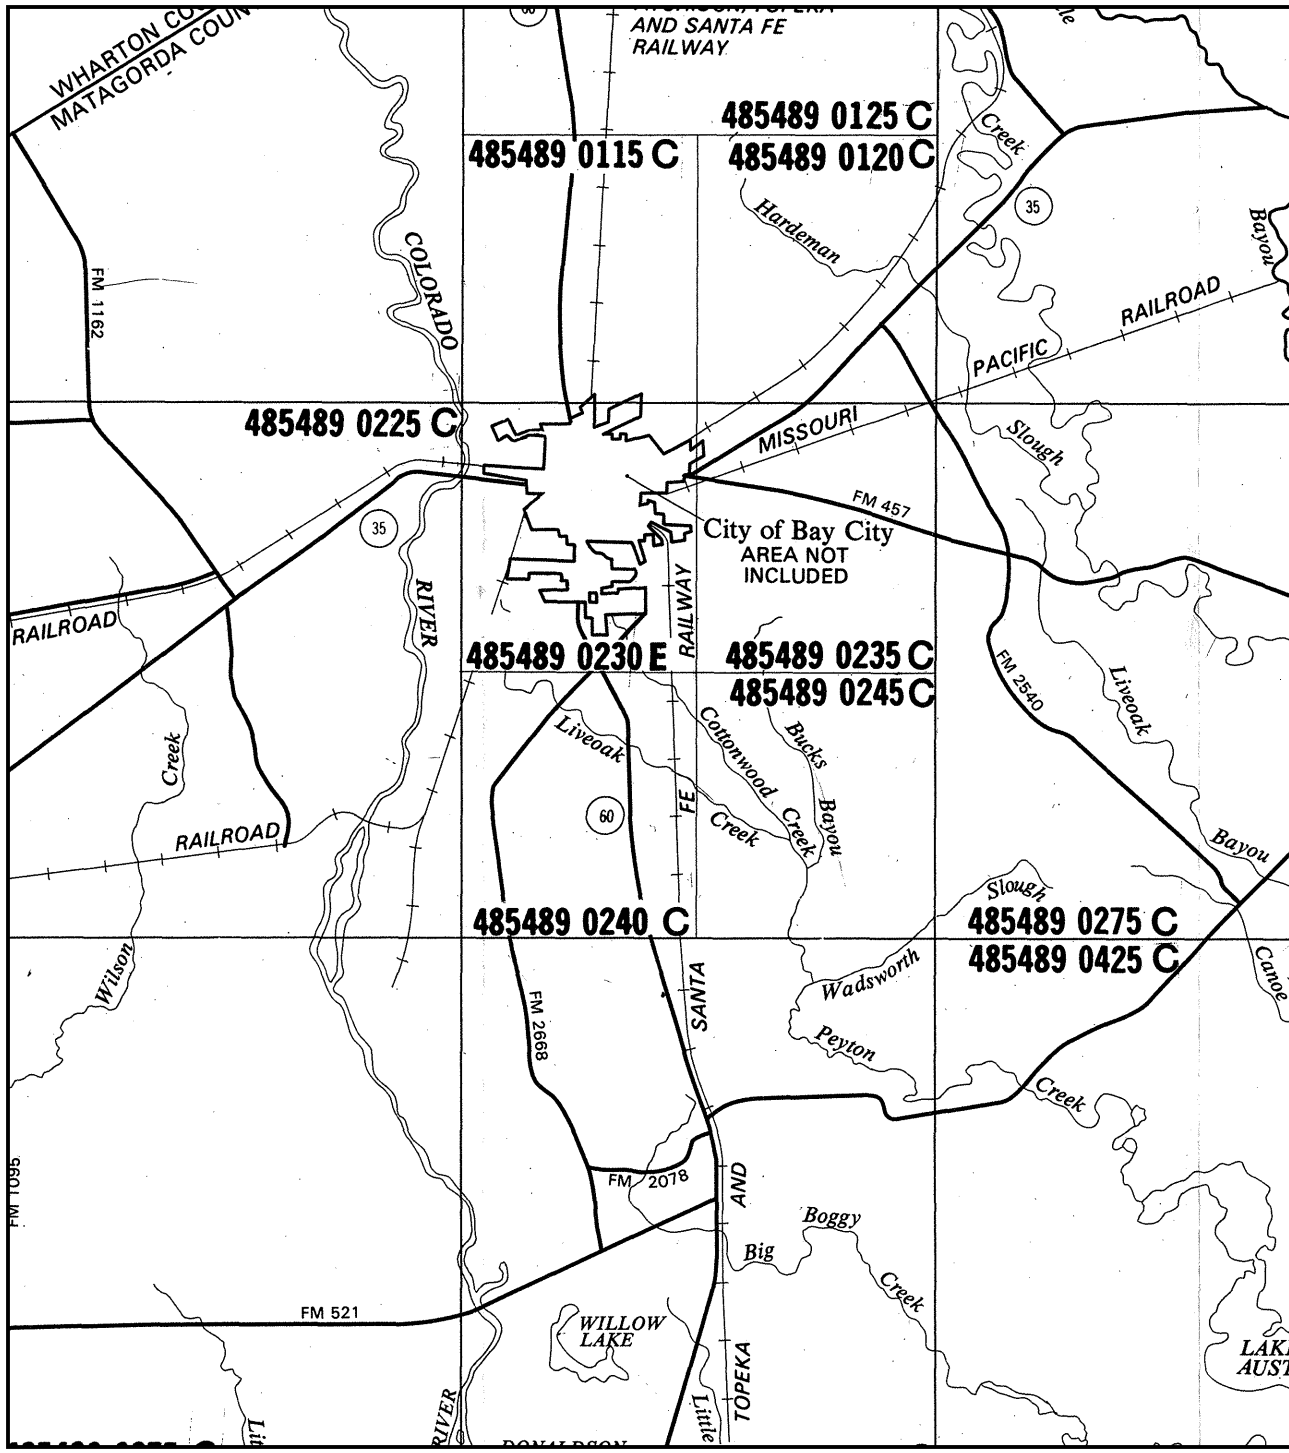 AND SANTA FE
RAILWAY
WHARTON
MATAGORDA
485489 0125 C
485489 0115 C
485489 0120 C
Creek
35
Hardeman
Bayou
COLORADO
FM 1162
RAILROAD
PACIFIC
MISSOURI
485489 0225 C
Slough
FM 457
35
City of Bay City
AREA NOT
INCLUDED
RIVER
RAILROAD
RAILWAY
485489 0230 E
485489 0235 C
485489 0245 C
FM 2540
Liveoak
Creek
Liveoak
Cottonwood
Bucks
60
FE
Creek
Creek
Bayou
RAILROAD
Bayou
Slough
485489 0240 C
485489 0275 C
485489 0425 C
Wilson
Wadsworth
Canoe
SANTA
FM 2668
Peyton
Creek
FM 1095
FM 2078
AND
Boggy
Big
Creek
FM 521
WILLOW
LAKE
TOPEKA
Little
RIVER